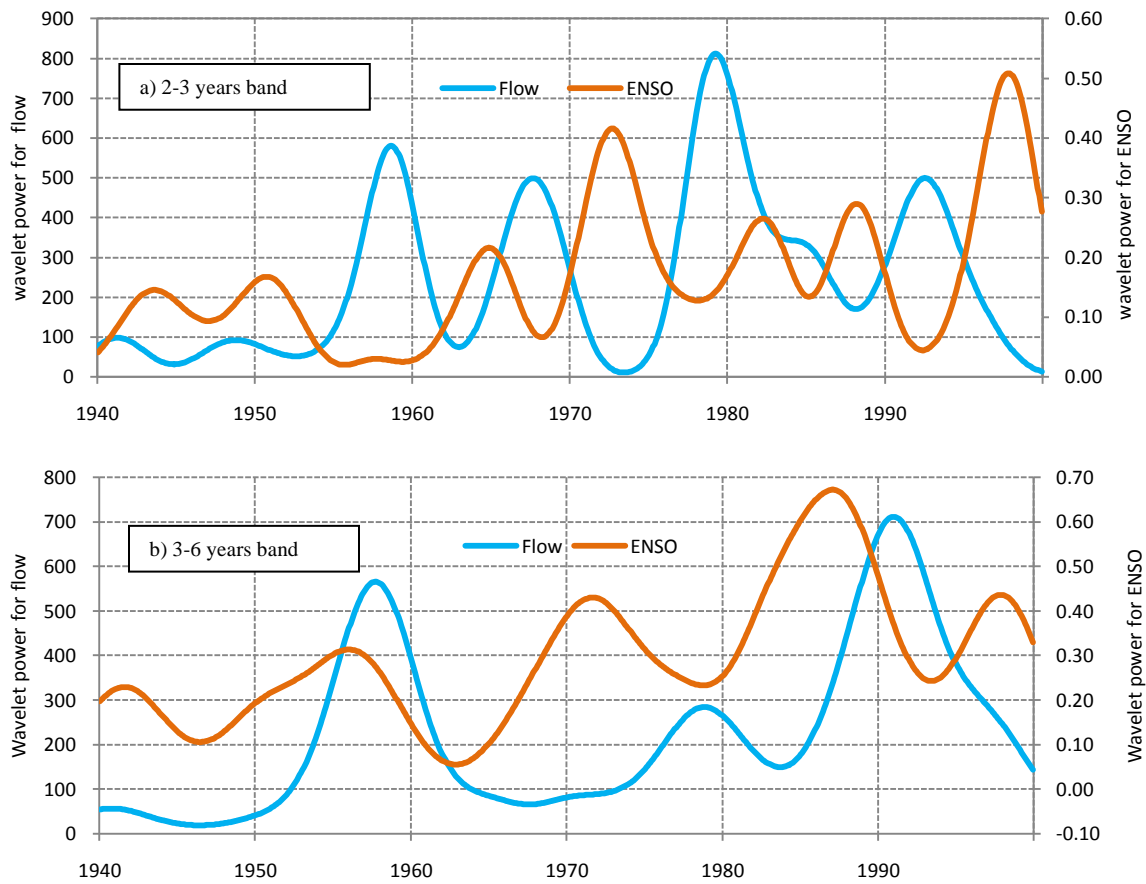 900
800
700
600
500
400
300
200
100
0
wavelet power for flow
a) 2-3 years band
Flow
ENSO
0.60
0.50
0.40
0.30
0.20
0.10
0.00
wavelet power for ENSO
1940 1950 1960 1970 1980 1990
800
700
600
500
400
300
200
100
0
Wavelet power for flow
b) 3-6 years band
Flow
ENSO
0.70
0.60
0.50
0.40
0.30
0.20
0.10
0.00
-0.10
Wavelet power for ENSO
1940 1950 1960 1970 1980 1990